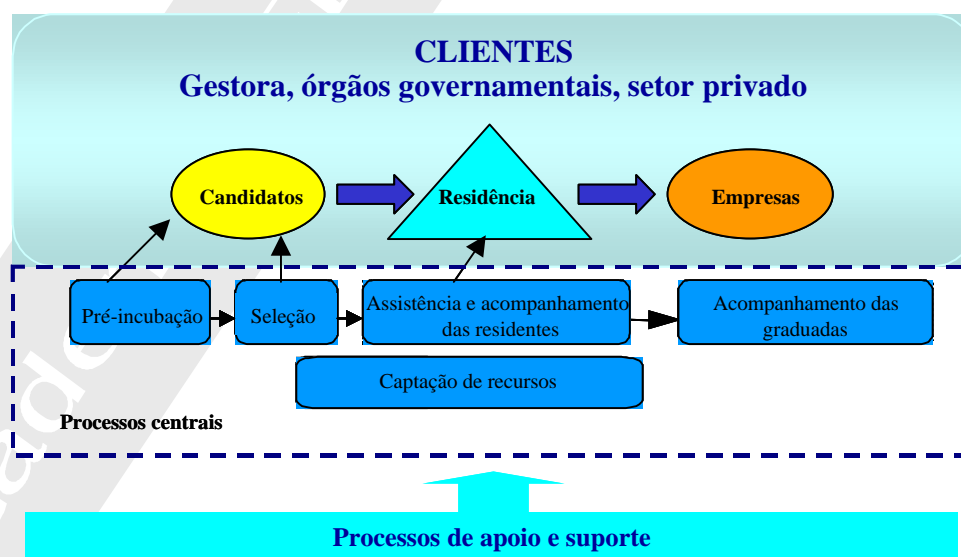 CLIENTES
Gestora, órgãos governamentais, setor privado
Candidatos
Residência
Empresas
Pré-incubação
Seleção
Assistência e acompanhamento
das residentes
Acompanhamento das
graduadas
Captação de recursos
Processos centrais
Processos de apoio e suporte